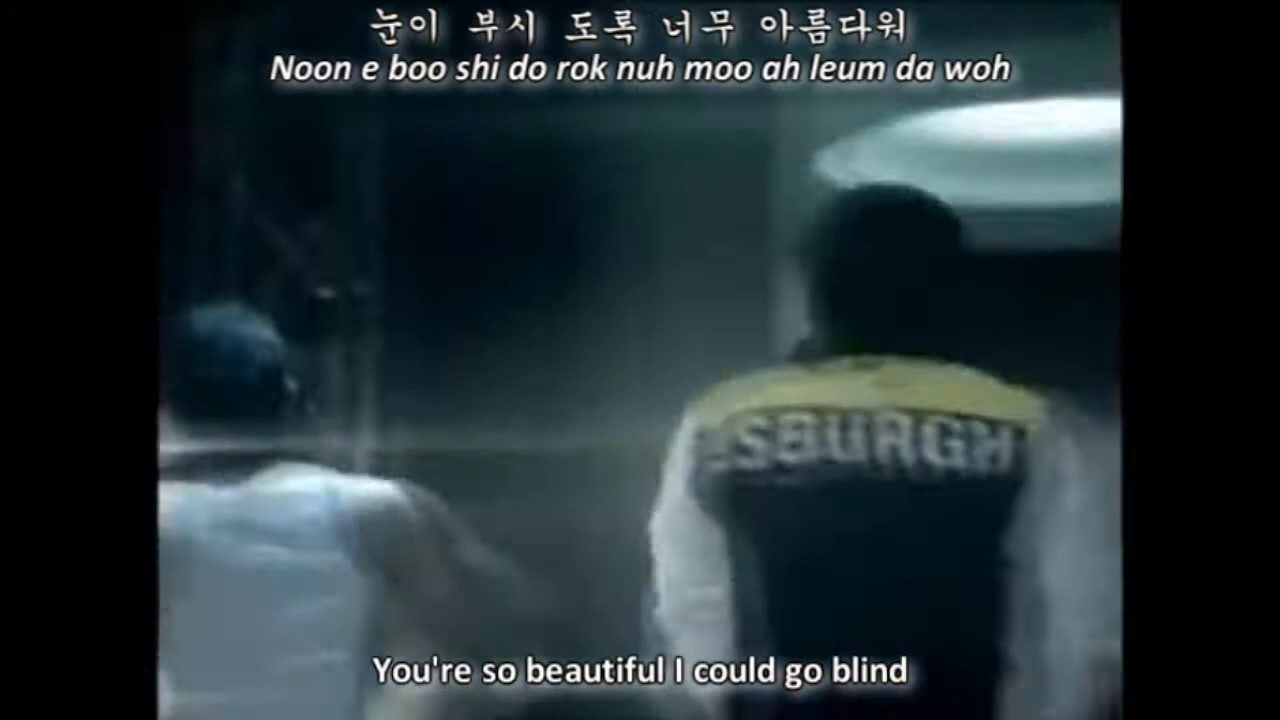 눈이 부시 도록 너무 아름다워
Noon e boo shi do rok nuh moo ah leum da woh
SBURGH
You're so beautiful I could go blind